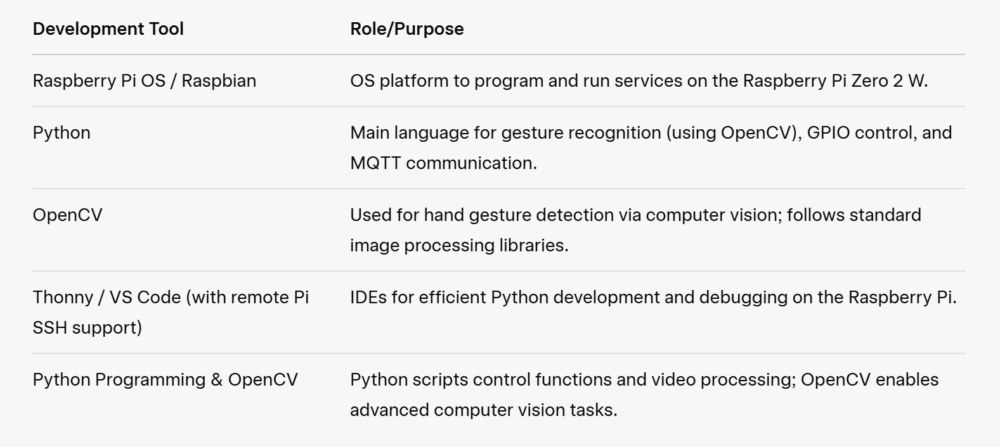 Development Tool
Role/Purpose
Raspberry Pi OS / Raspbian
OS platform to program and run services on the Raspberry Pi Zero 2 W.
Python
Main language for gesture recognition (using OpenCV), GPIO control, and
MQTT communication.
OpenCV
Used for hand gesture detection via computer vision; follows standard
image processing libraries.
Thonny / VS Code (with remote Pi
SSH support)
IDEs for efficient Python development and debugging on the Raspberry Pi.
Python Programming & OpenCV
Python scripts control functions and video processing; OpenCV enables
advanced computer vision tasks.